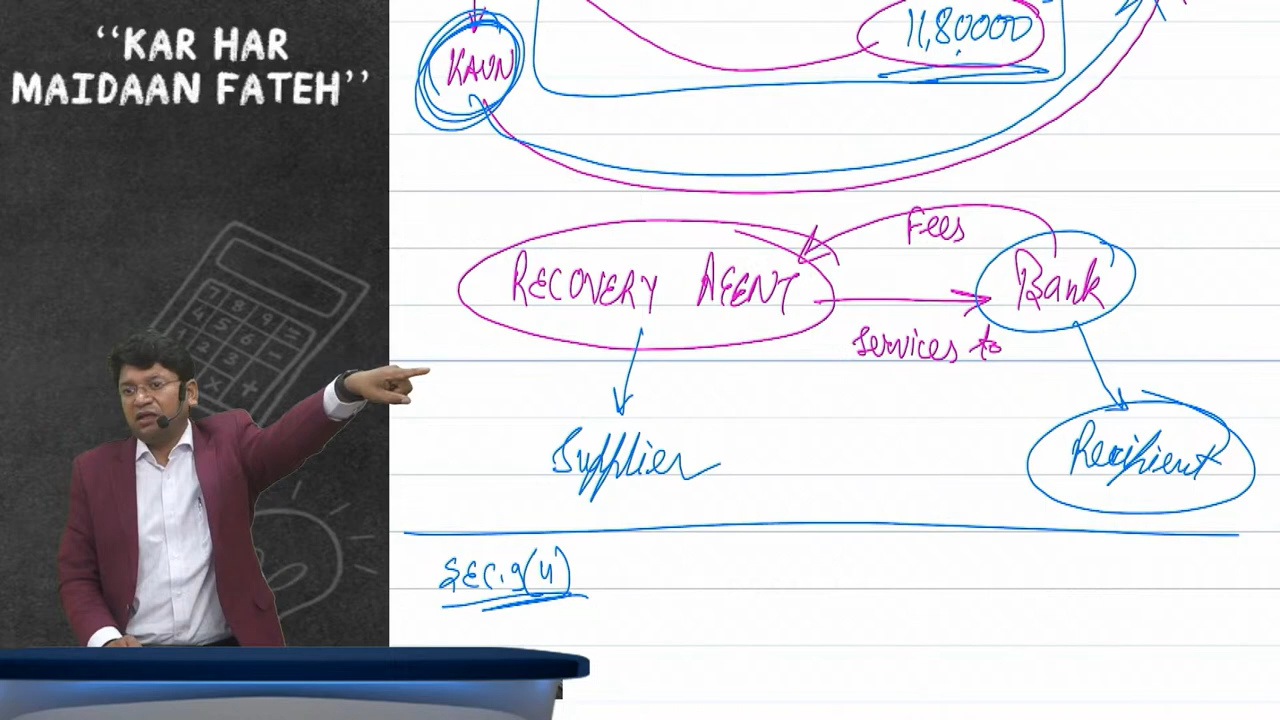 “KAR HAR
MAIDAAN FATEH”
11,80000
KAUN
Fees
RECOVERY AGENT
Bank
Services to
Supplier
Recipient
SEC.9(4)